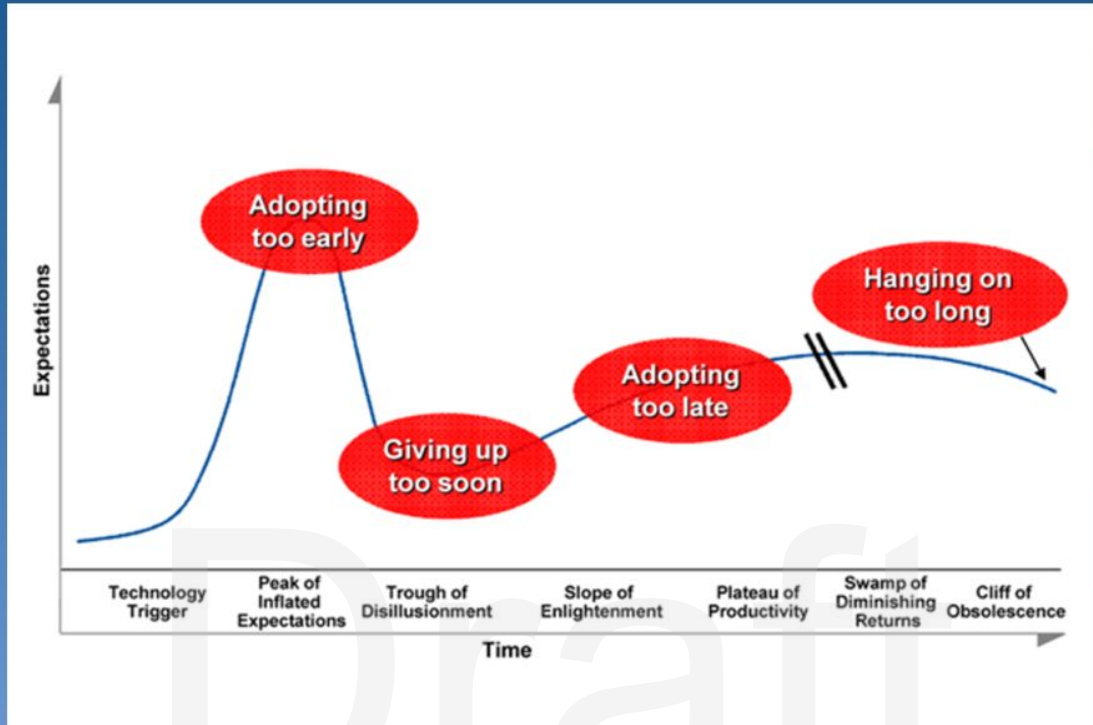 Adopting
too early
Hanging on
too long
Adopting
too late
Giving up
too soon
Expectations
Technology
Trigger
Peak of
Inflated
Expectations
Trough of
Disillusionment
Slope of
Enlightenment
Plateau of
Productivity
Swamp of
Diminishing
Returns
Cliff of
Obsolescence
Time
Draft